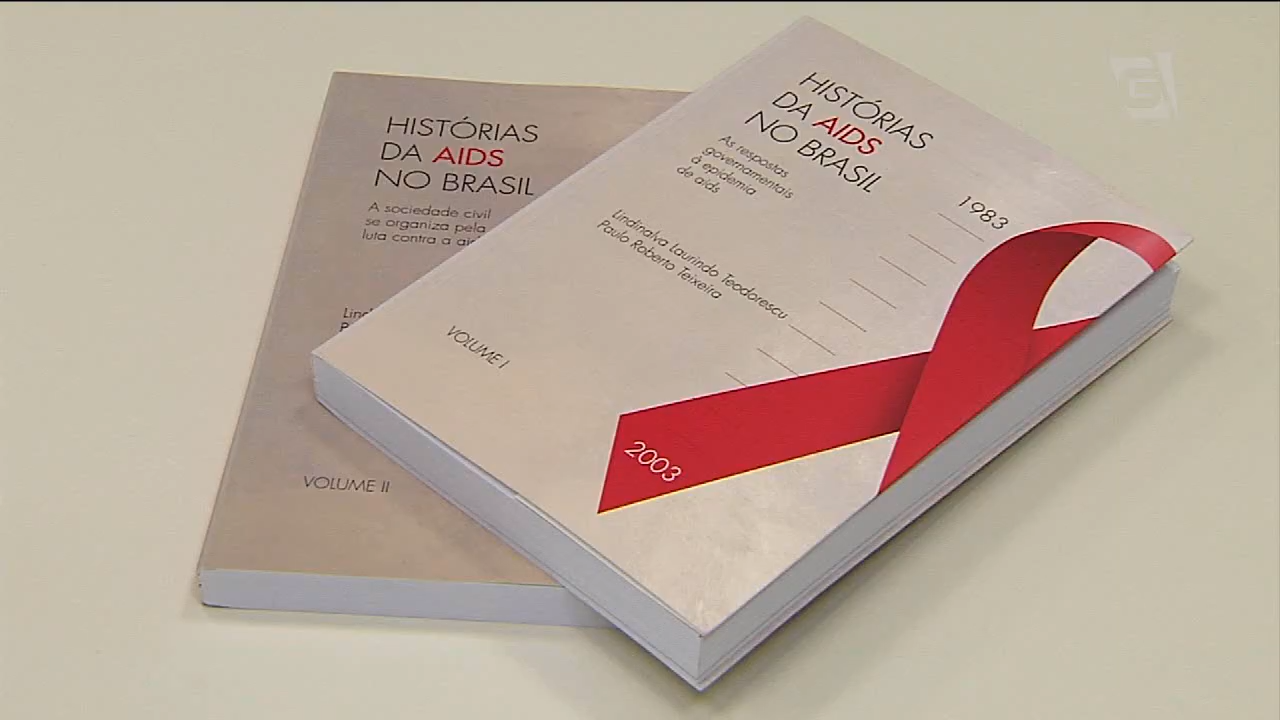 HISTÓRIAS
DA AIDS
NO BRASIL
A sociedade civil
se organiza pela
luta contra a
VOLUME II
HISTÓRIAS
DA AIDS
NO BRASIL
As respostas
governamentais
à epidemia
de aids
Lindinalva Laurindo Teodorescu
Paulo Roberto Teixeira
VOLUME I
1983
2003